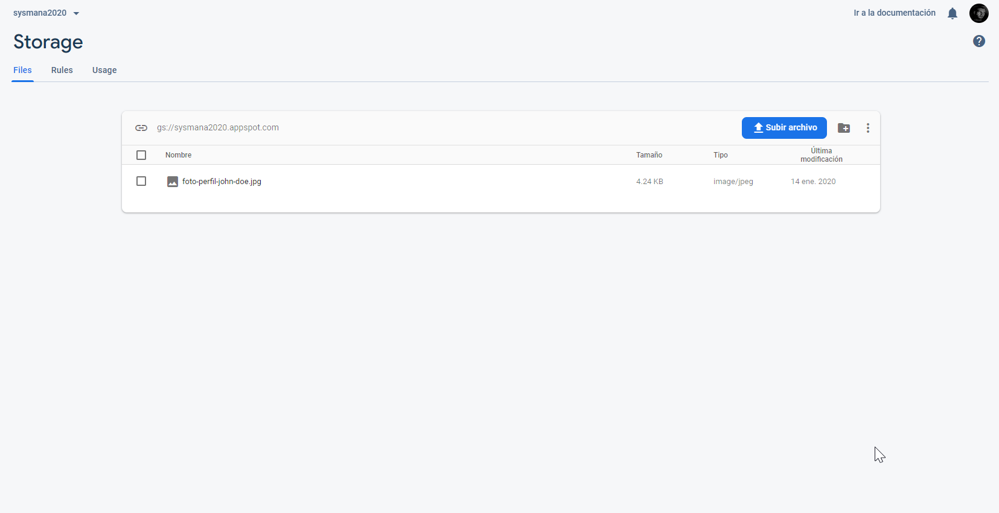 sysmana2020
Ir a la documentación
Storage
Files Rules Usage
gs://sysmana2020.appspot.com
Subir archivo
Nombre Tamaño Tipo Última modificación
foto-perfil-john-doe.jpg 4.24 KB image/jpeg 14 ene. 2020